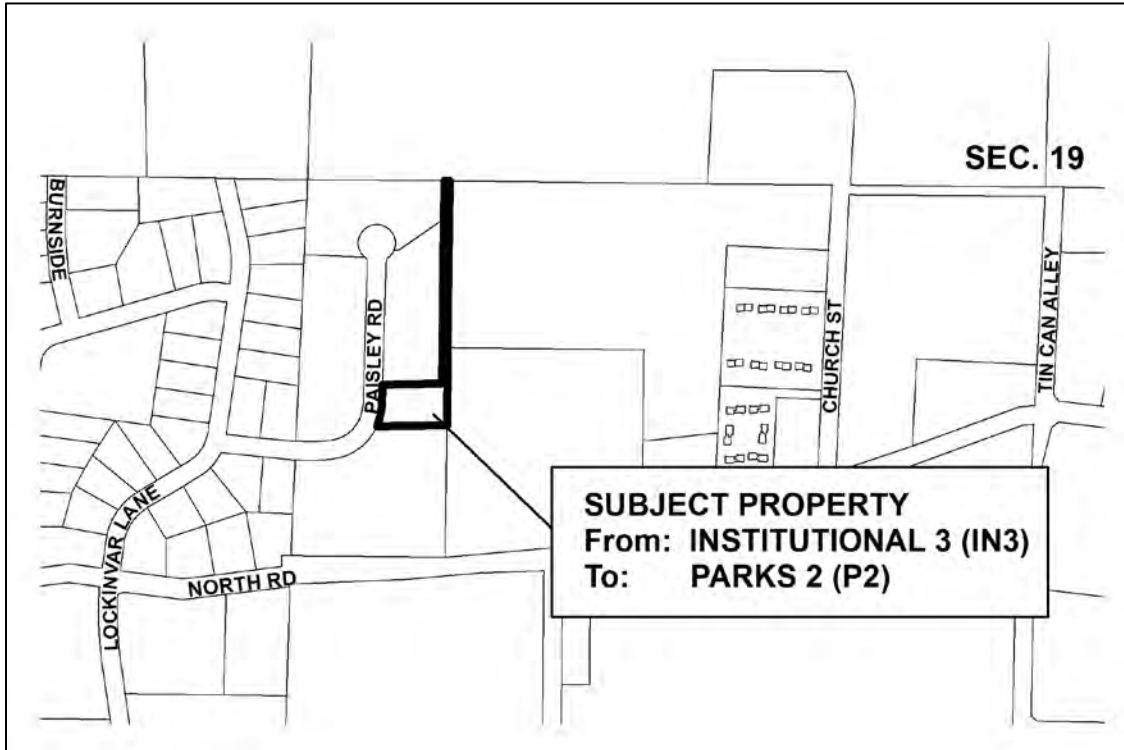 SEC. 19
BURNSIDE
PAISLEY RD
CHURCH ST
TIN CAN ALLEY
LOCKINVAR LANE
NORTH RD
SUBJECT PROPERTY
From: INSTITUTIONAL 3 (IN3)
To: PARKS 2 (P2)